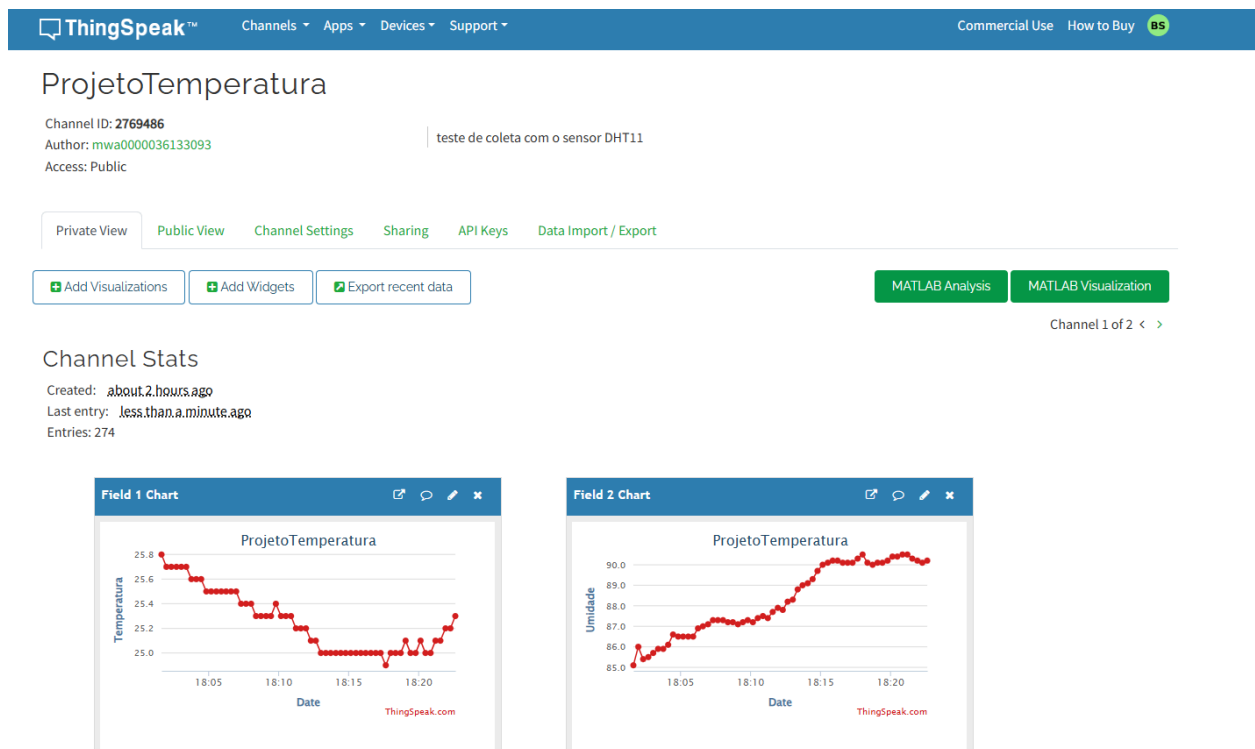 ThingSpeak™ Channels Apps Devices Support Commercial Use How to Buy BS
ProjetoTemperatura
Channel ID: 2769486
Author: mwa0000036133093
Access: Public
teste de coleta com o sensor DHT11
Private View Public View Channel Settings Sharing API Keys Data Import / Export
Add Visualizations Add Widgets Export recent data MATLAB Analysis MATLAB Visualization
Channel 1 of 2 < >
Channel Stats
Created: about 2 hours ago
Last entry: less than a minute ago
Entries: 274
Field 1 Chart
ProjetoTemperatura
Temperatura
25.8
25.6
25.4
25.2
25.0
18:05 18:10 18:15 18:20
Date
ThingSpeak.com
Field 2 Chart
ProjetoTemperatura
Umidade
90.0
89.0
88.0
87.0
86.0
85.0
18:05 18:10 18:15 18:20
Date
ThingSpeak.com